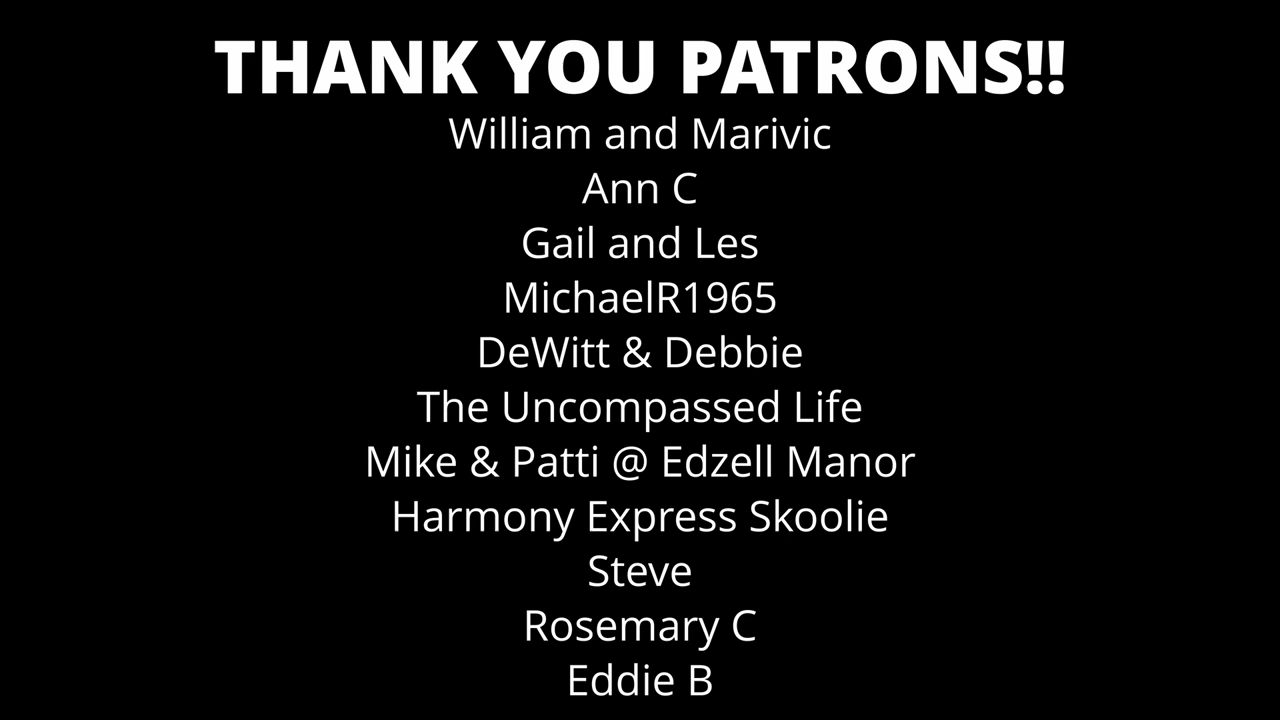 THANK YOU PATRONS!!
William and Marivic
Ann C
Gail and Les
MichaelR1965
DeWitt & Debbie
The Uncompassed Life
Mike & Patti @ Edzell Manor
Harmony Express Skoolie
Steve
Rosemary C
Eddie B